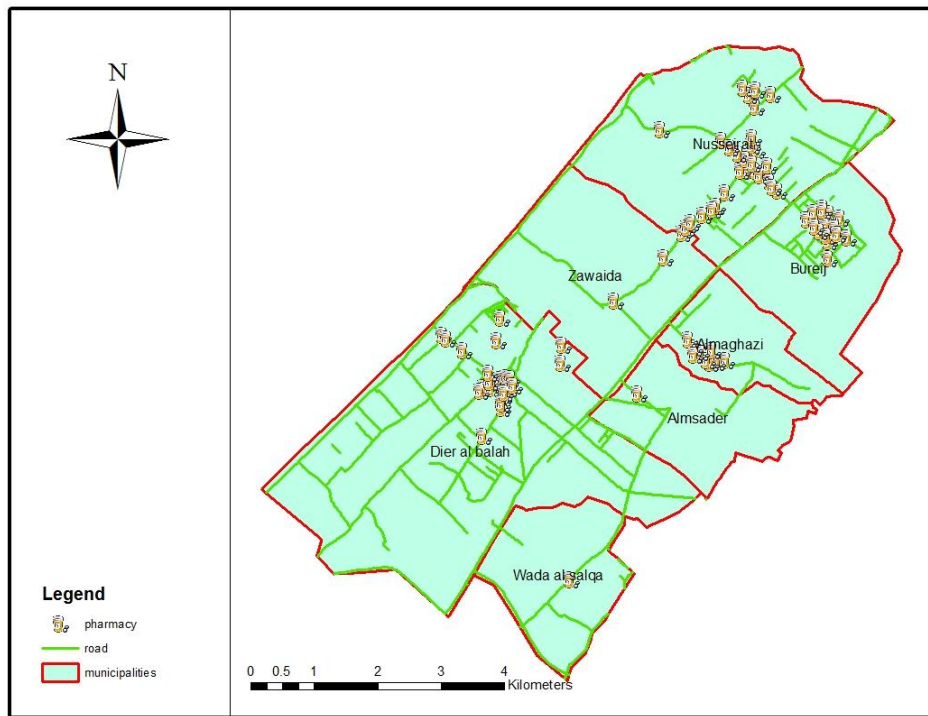 N
Nusseirat
Bureij
Zawaida
Almaghazi
Almsader
Dier al balah
Wada al salqa
Legend
pharmacy
road
municipalities
0 0.5 1 2 3 4
Kilometers